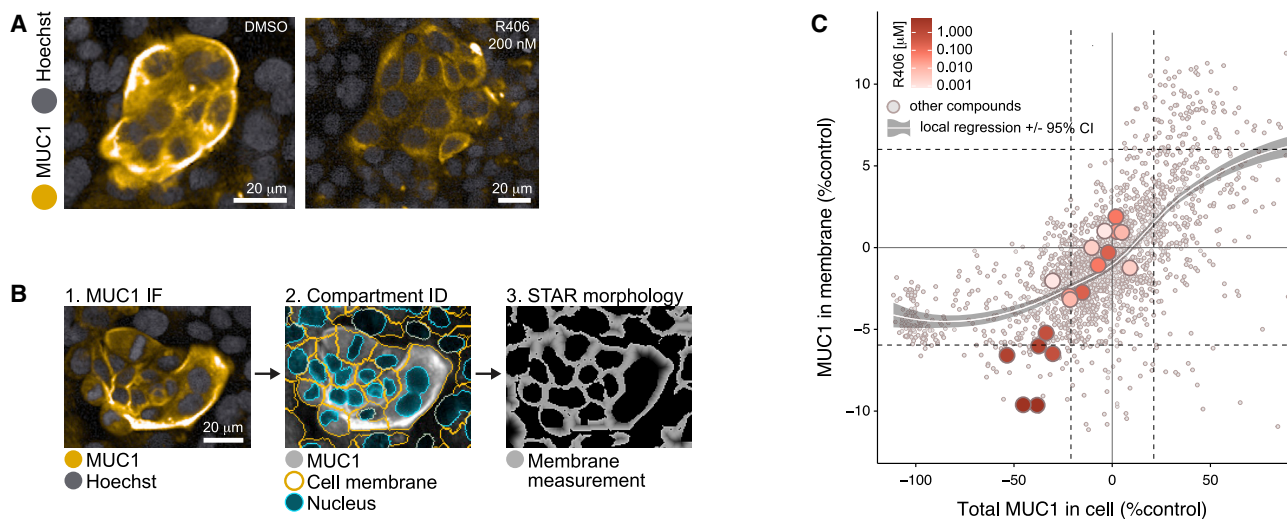 A
MUC1
Hoechst
DMSO
20 μm
R406
200 nM
20 μm
B
1. MUC1 IF
20 μm
MUC1
Hoechst
2. Compartment ID
MUC1
Cell membrane
Nucleus
3. STAR morphology
Membrane
measurement
C
R406 [μM]
1.000
0.100
0.010
0.001
other compounds
local regression +/- 95% CI
MUC1 in membrane (%control)
10
5
0
−5
−10
−100
−50
0
50
Total MUC1 in cell (%control)